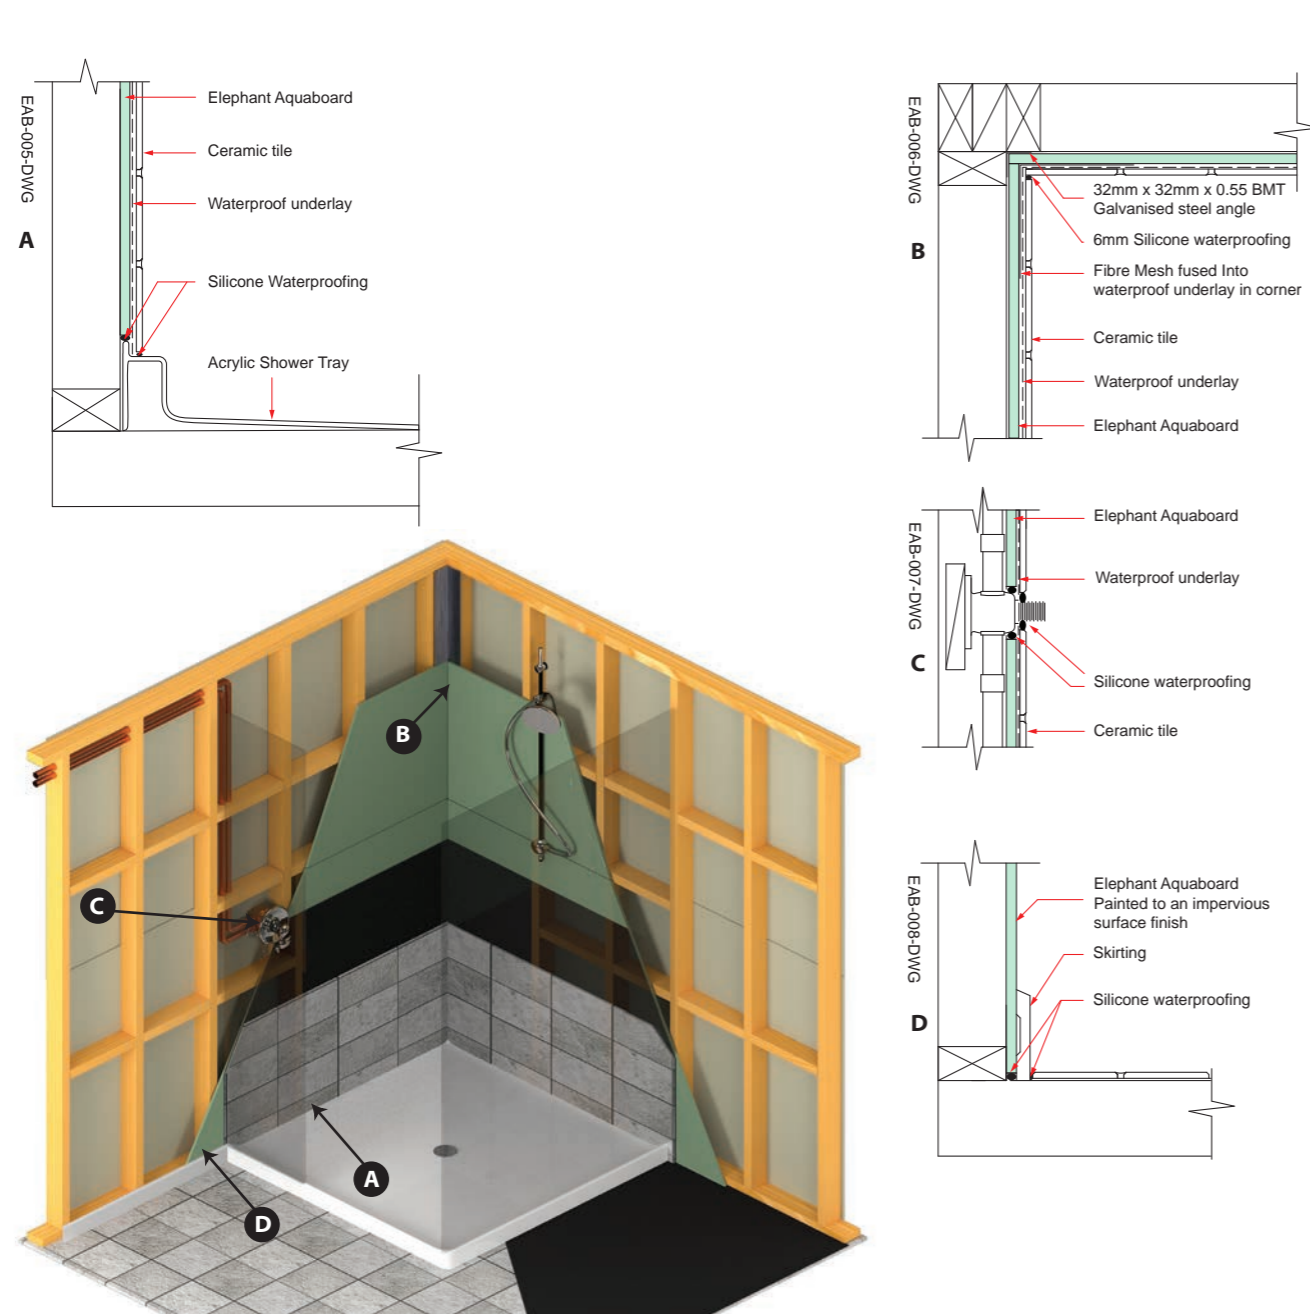 EAB-005-DWG
A
Elephant Aquaboard
Ceramic tile
Waterproof underlay
Silicone Waterproofing
Acrylic Shower Tray
EAB-006-DWG
B
32mm x 32mm x 0.55 BMT
Galvanised steel angle
6mm Silicone waterproofing
Fibre Mesh fused Into
waterproof underlay in corner
Ceramic tile
Waterproof underlay
Elephant Aquaboard
EAB-007-DWG
C
Elephant Aquaboard
Waterproof underlay
Silicone waterproofing
Ceramic tile
EAB-008-DWG
D
Elephant Aquaboard
Painted to an impervious
surface finish
Skirting
Silicone waterproofing
B
C
A
D